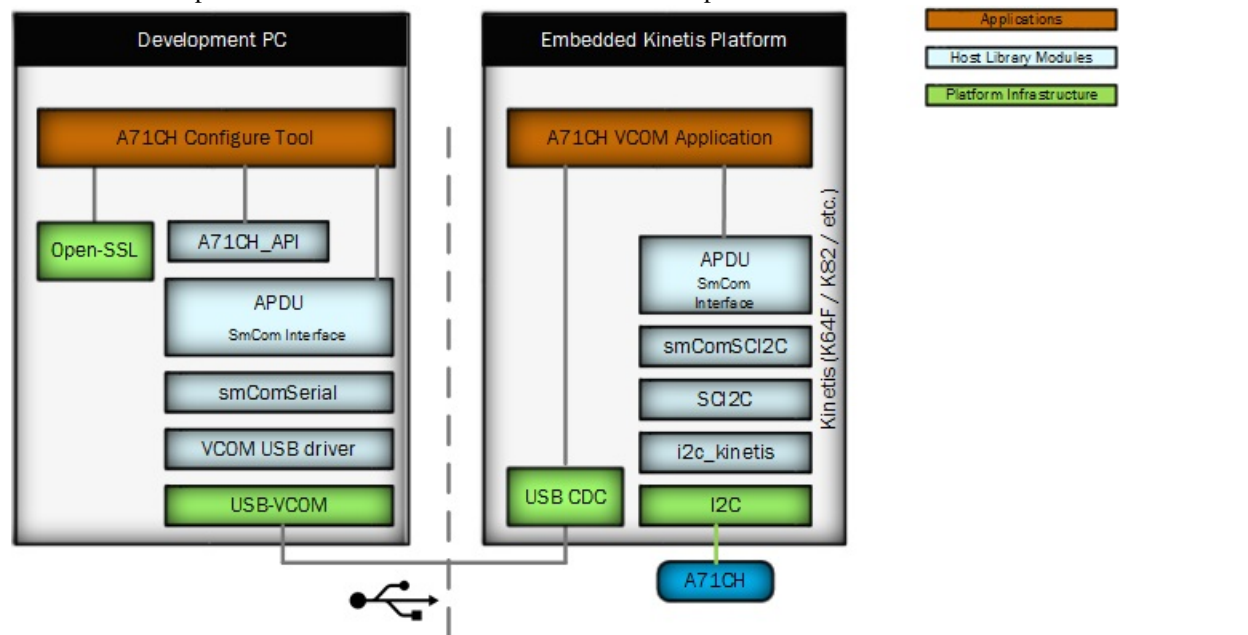 Development PC
A71CH Configure Tool
Open-SSL
A71CH_API
APDU
SmCom Interface
smComSerial
VCOM USB driver
USB-VCOM
Embedded Kinetis Platform
A71CH VCOM Application
APDU
SmCom
Interface
smComSCI2C
SCI2C
i2c_kinetis
USB CDC
I2C
Kinetis (K64F / K82 / etc.)
A71CH
Applications
Host Library Modules
Platform Infrastructure